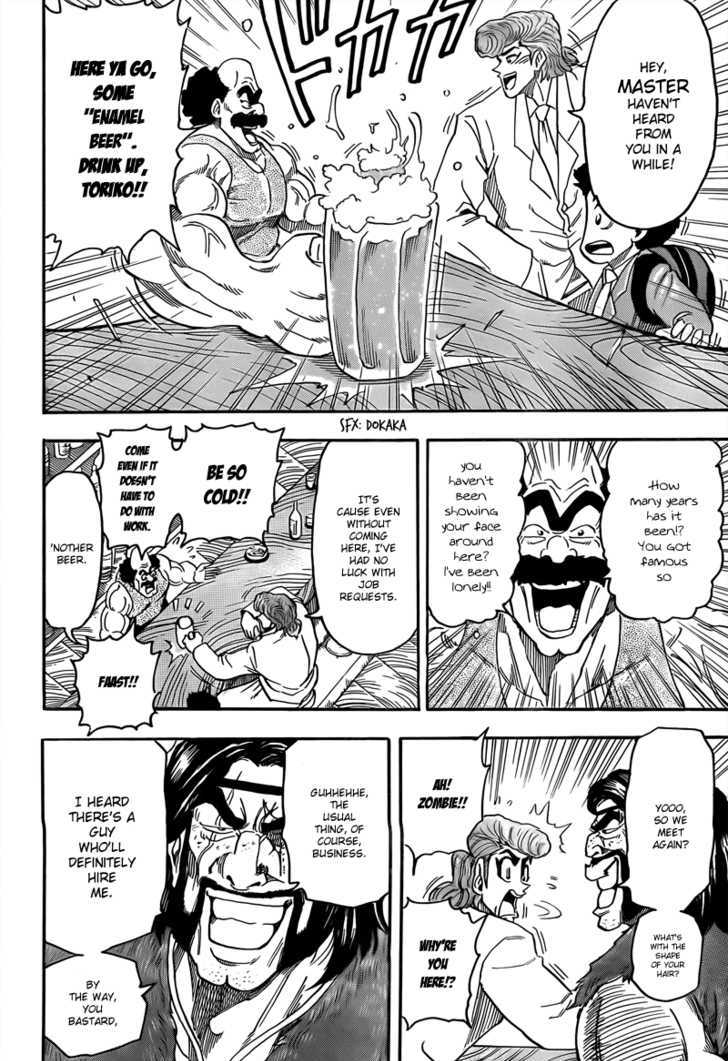 ドカカ
HEY,
MASTER
HAVEN'T
HEARD
FROM
YOU IN A
WHILE!
HERE YA GO,
SOME
"ENAMEL
BEER".
DRINK UP,
TORIKO!!
SFX: DOKAKA
HOW
MANY YEARS
HAS IT
BEEN!?
YOU GOT
FAMOUS
SO
YOU
HAVEN'T
BEEN
SHOWING
YOUR FACE
AROUND
HERE?
I'VE BEEN
LONELY!!
IT'S
CAUSE EVEN
WITHOUT
COMING
HERE, I'VE
HAD NO
LUCK WITH
JOB
REQUESTS.
BE SO
COLD!!
COME
EVEN IF IT
DOESN'T
HAVE TO
DO WITH
WORK.
'NOTHER
BEER.
FAAST!!
YOOO,
SO WE
MEET
AGAIN?
AH!
ZOMBIE!!
WHAT'S
WITH THE
SHAPE
OF YOUR
HAIR?
WHY'RE
YOU
HERE!?
GUHHEHHE,
THE
USUAL
THING, OF
COURSE,
BUSINESS.
I HEARD
THERE'S A
GUY
WHO'LL
DEFINITELY
HIRE
ME.
BY
THE WAY,
YOU
BASTARD,